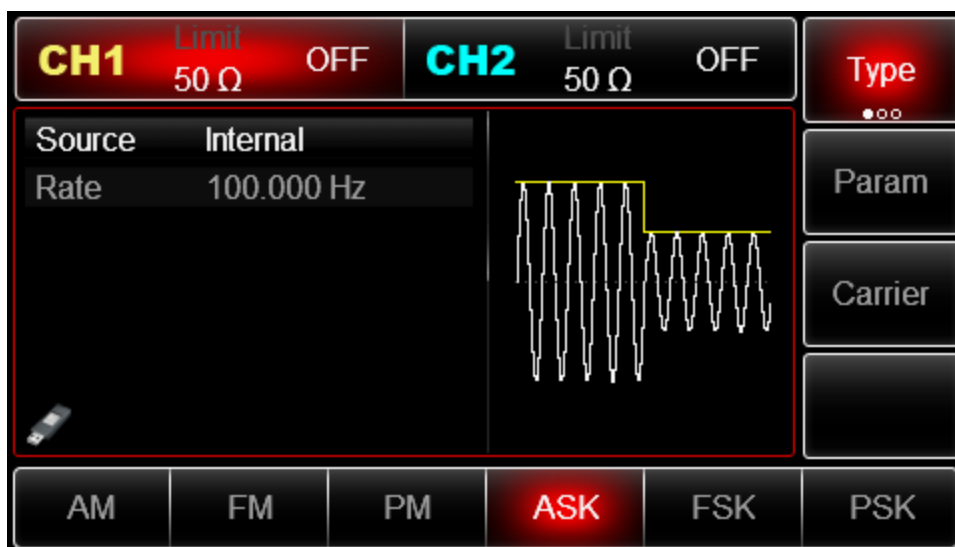 CH1 Limit 50 Ω OFF
CH2 Limit 50 Ω OFF
Type
Source Internal
Rate 100.000 Hz
Param
Carrier
AM FM PM ASK FSK PSK